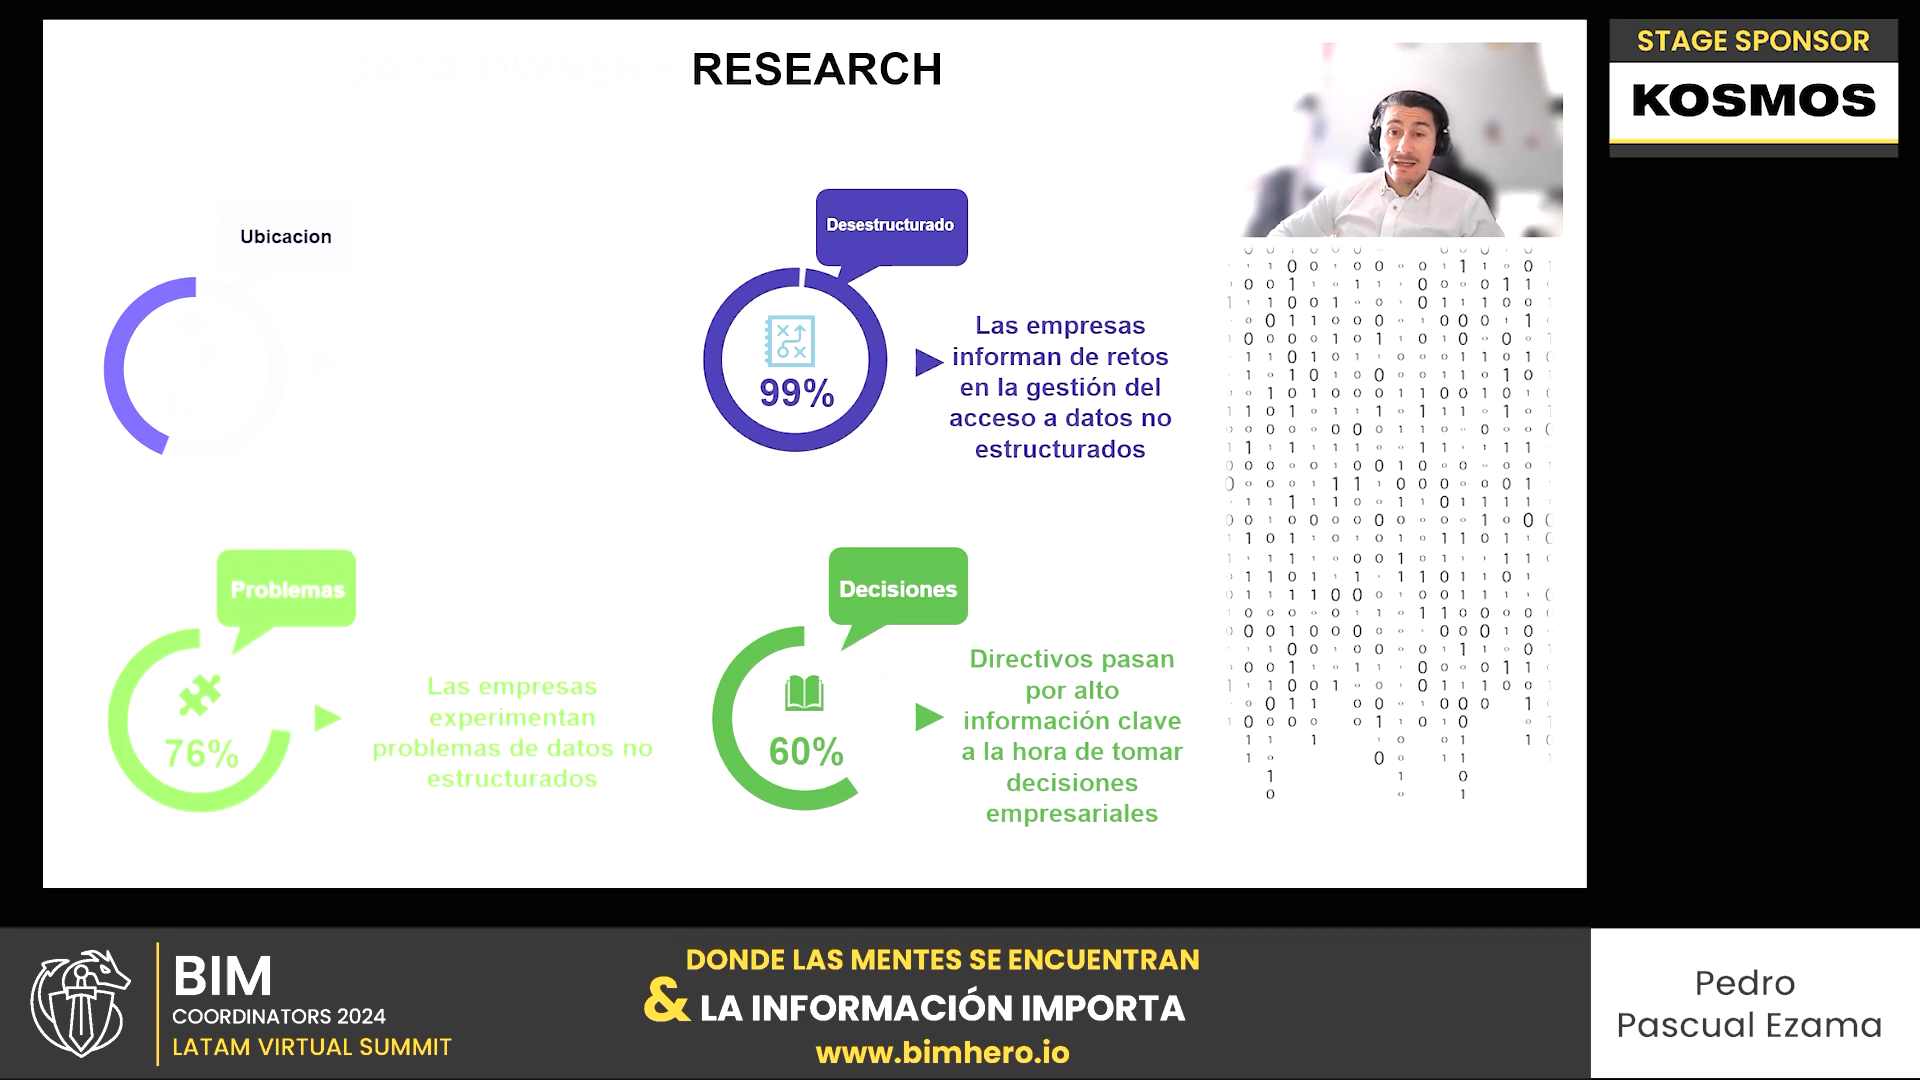 DATA OWNERS RESEARCH
Ubicacion
Desestructurado
99%
Las empresas
informan de retos
en la gestión del
acceso a datos no
estructurados
Problemas
76%
Las empresas
experimentan
problemas de datos no
estructurados
Decisiones
60%
Directivos pasan
por alto
información clave
a la hora de tomar
decisiones
empresariales
STAGE SPONSOR
KOSMOS
BIM
COORDINATORS 2024
LATAM VIRTUAL SUMMIT
DONDE LAS MENTES SE ENCUENTRAN
& LA INFORMACIÓN IMPORTA
www.bimhero.io
Pedro
Pascual Ezama